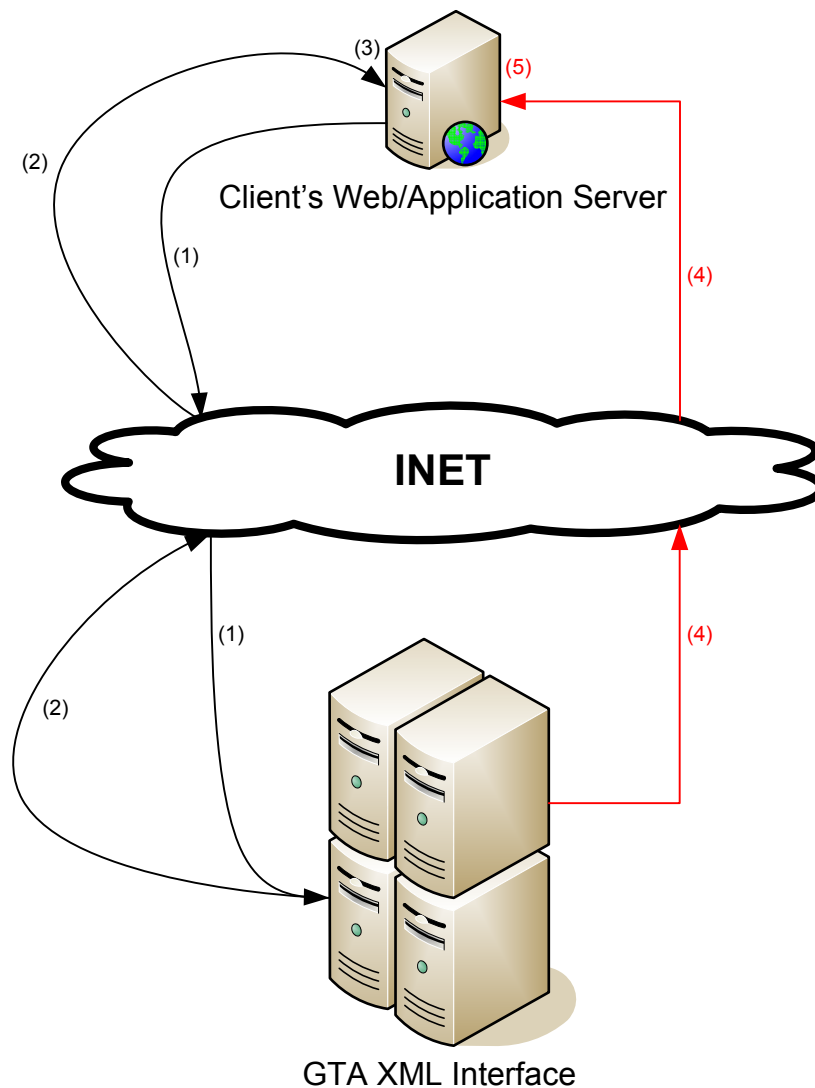 (3)
(5)
(2)
Client's Web/Application Server
(1)
(4)
INET
(1)
(4)
(2)
GTA XML Interface